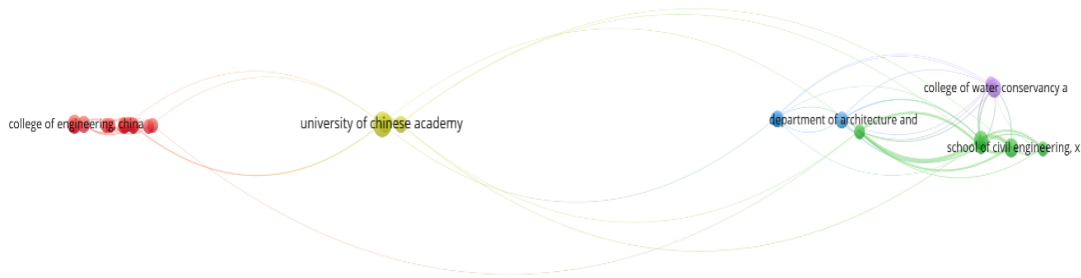 college of engineering, china
university of chinese academy
department of architecture and
college of water conservancy a
school of civil engineering, x